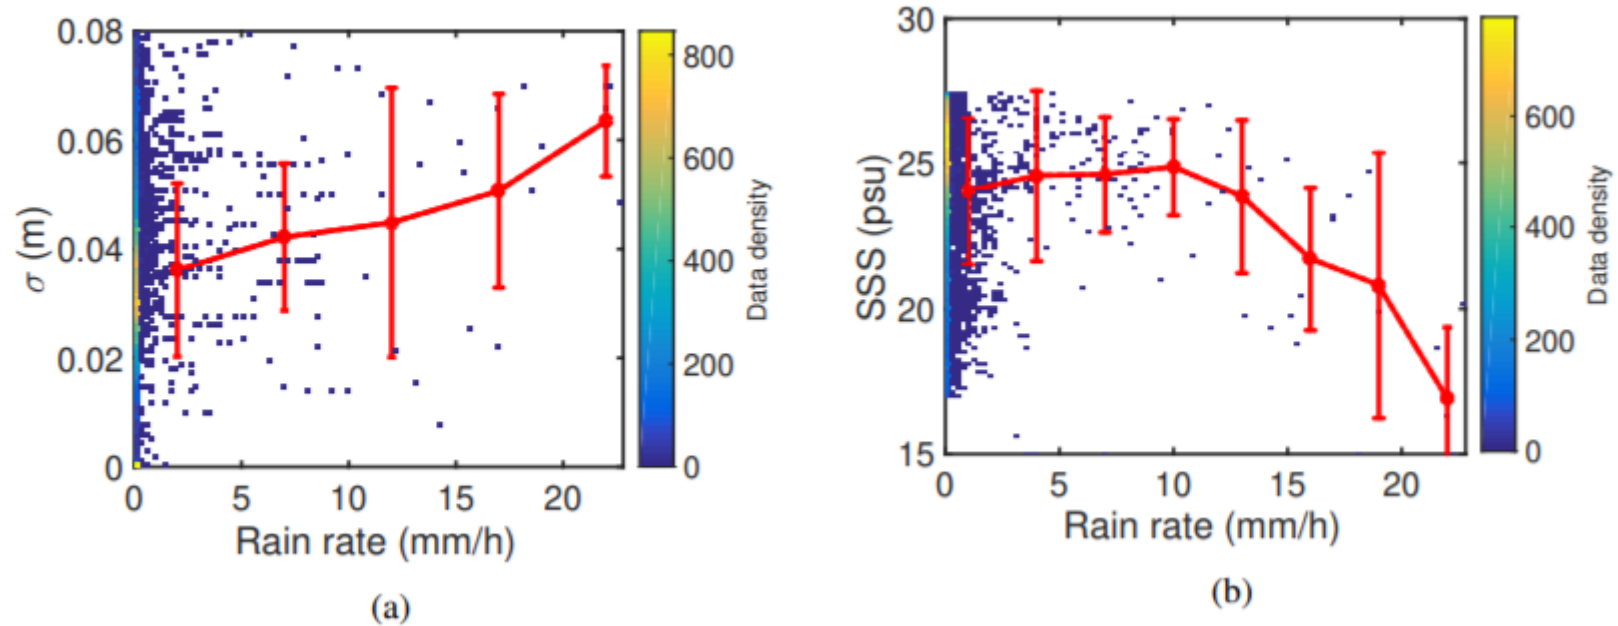 0.08
0.06
0.04
0.02
0
σ (m)
0 5 10 15 20
Rain rate (mm/h)
800
600
400
200
0
Data density
(a)
30
25
20
15
SSS (psu)
0 5 10 15 20
Rain rate (mm/h)
600
400
200
0
Data density
(b)